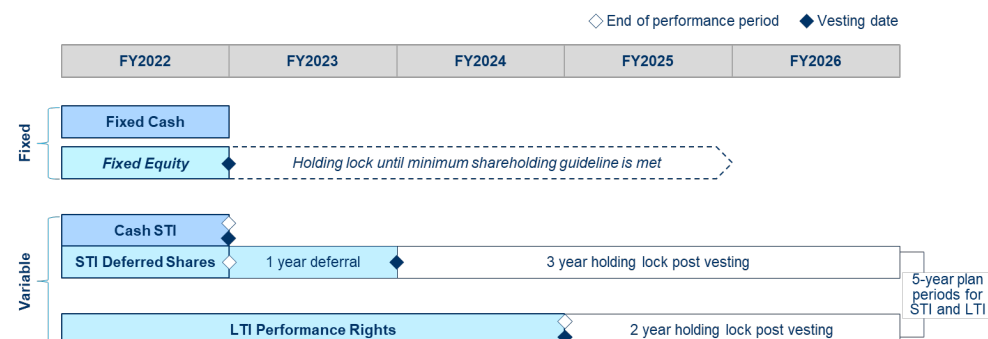 End of performance period
Vesting date
FY2022
FY2023
FY2024
FY2025
FY2026
Fixed
Fixed Cash
Fixed Equity
Holding lock until minimum shareholding guideline is met
Variable
Cash STI
STI Deferred Shares
1 year deferral
3 year holding lock post vesting
5-year plan
periods for
STI and LTI
LTI Performance Rights
2 year holding lock post vesting